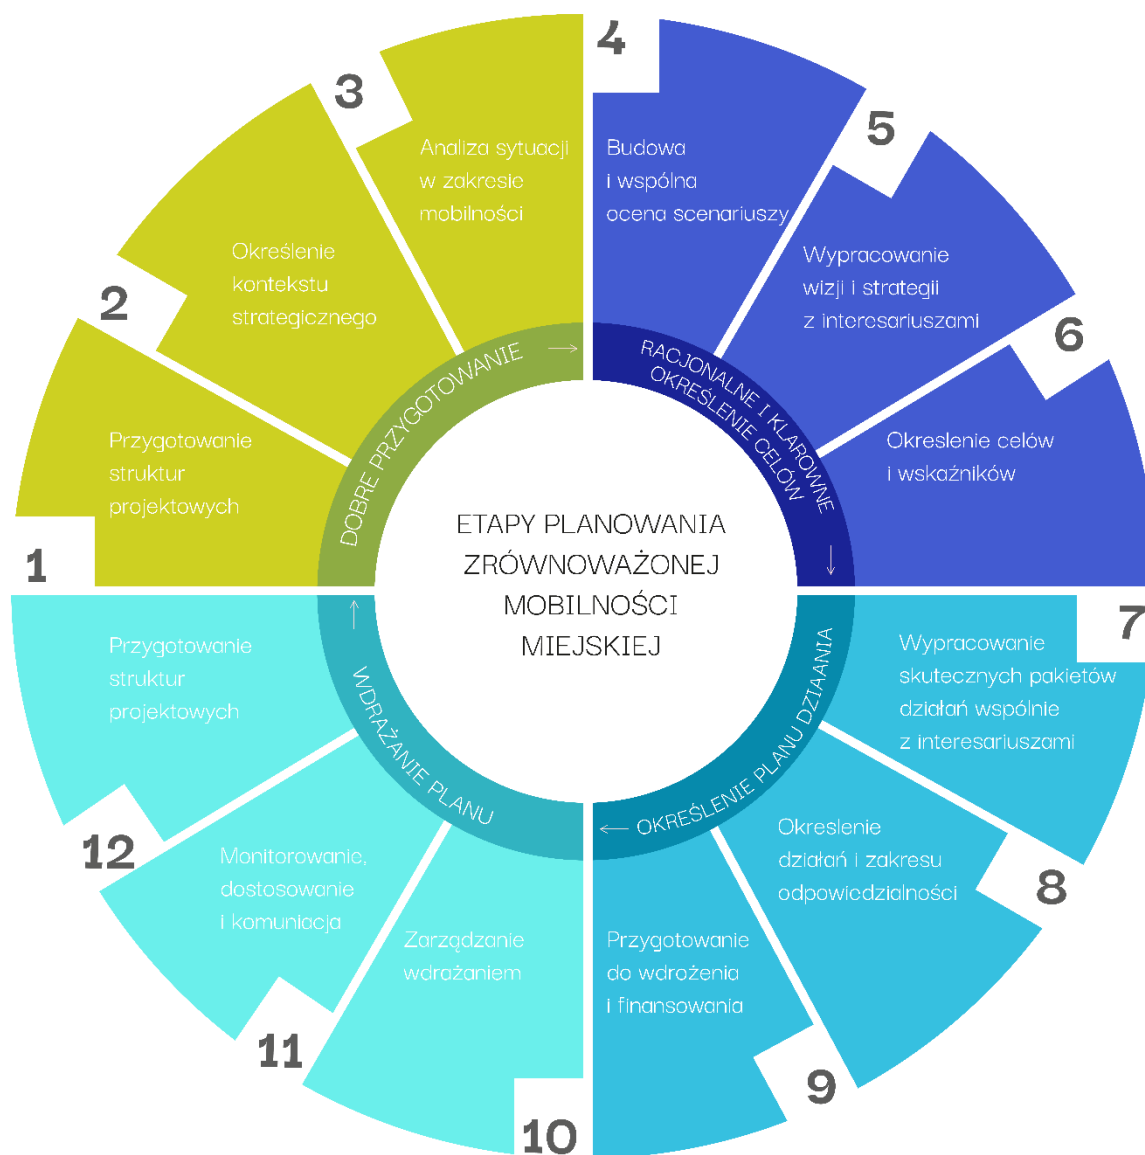 ETAPY PLANOWANIA
ZRÓWNOWAŻONEJ
MOBILNOŚCI
MIEJSKIEJ
DOBRE PRZYGOTOWANIE
1
Przygotowanie
struktur
projektowych
2
Określenie
kontekstu
strategicznego
3
Analiza sytuacji
w zakresie
mobilności
RACJONALNE I KLAROWNE
OKREŚLENIE CELÓW
4
Budowa
i wspólna
ocena scenariuszy
5
Wypracowanie
wizji i strategii
z interesariuszami
6
Okreslenie celów
i wskaźników
OKREŚLENIE PLANU DZIAANIA
7
Wypracowanie
skutecznych pakietów
działań wspólnie
z interesariuszami
8
Okreslenie
działań i zakresu
odpowiedzialności
9
Przygotowanie
do wdrożenia
i finansowania
WDRAŻANIE PLANU
10
Zarządzanie
wdrażaniem
11
Monitorowanie,
dostosowanie
i komuniacja
12
Przygotowanie
struktur
projektowych